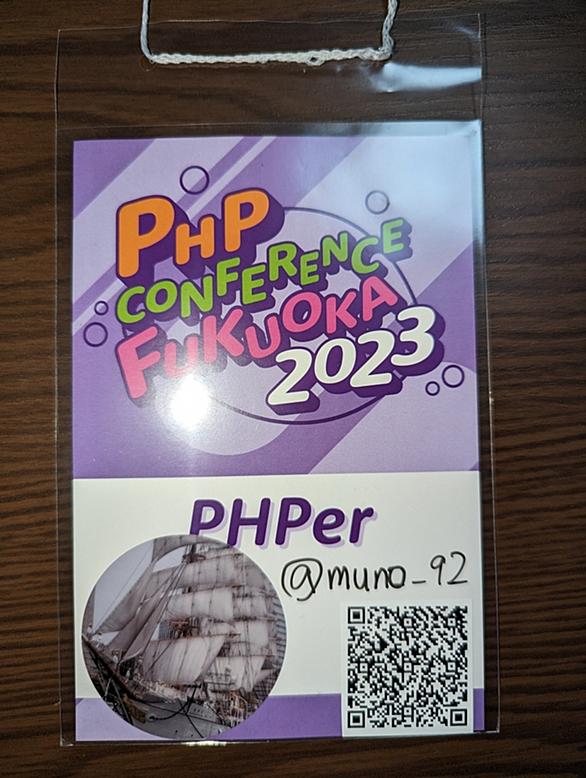 PHP
CONFERENCE
FUKUOKA
2023
PHPer
@muno_92